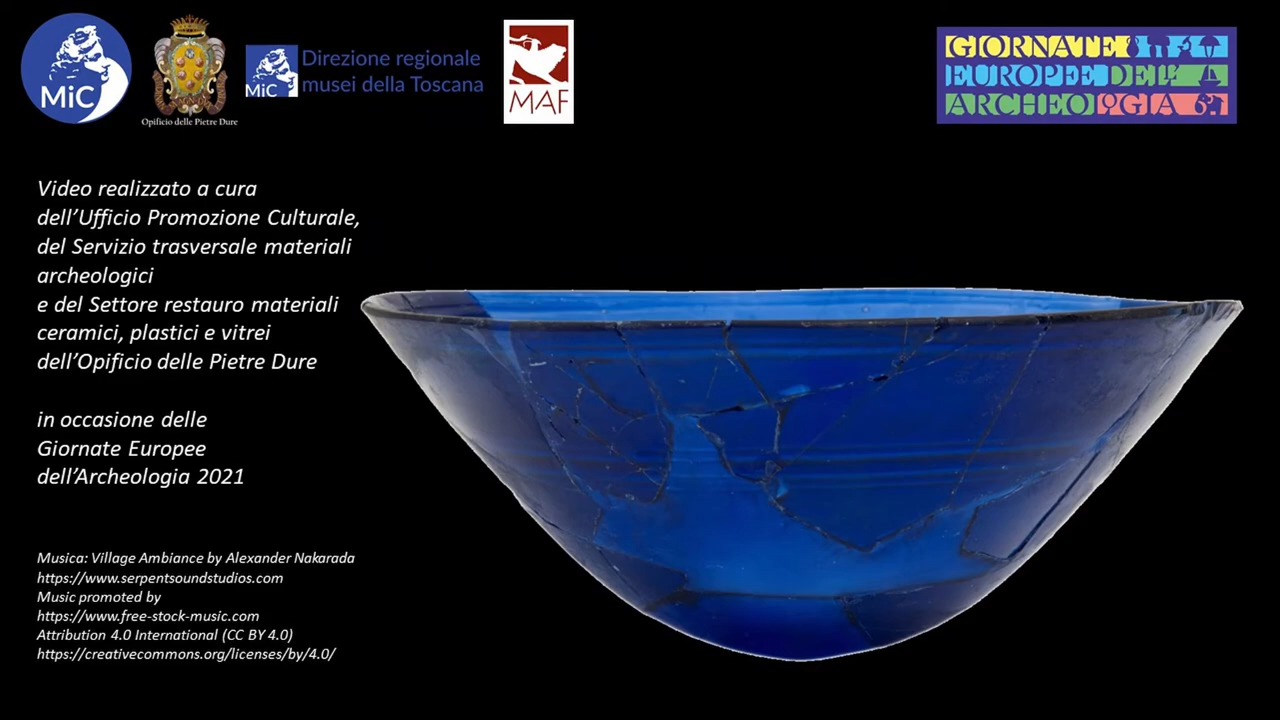 MiC
Opificio delle Pietre Dure
MiC
Direzione regionale
musei della Toscana
MAF
GIORNATE
EUROPEE DELL'
ARCHEOLOGIA
Video realizzato a cura
dell’Ufficio Promozione Culturale,
del Servizio trasversale materiali
archeologici
e del Settore restauro materiali
ceramici, plastici e vitrei
dell’Opificio delle Pietre Dure
in occasione delle
Giornate Europee
dell’Archeologia 2021
Musica: Village Ambiance by Alexander Nakarada
https://www.serpentsoundstudios.com
Music promoted by
https://www.free-stock-music.com
Attribution 4.0 International (CC BY 4.0)
https://creativecommons.org/licenses/by/4.0/